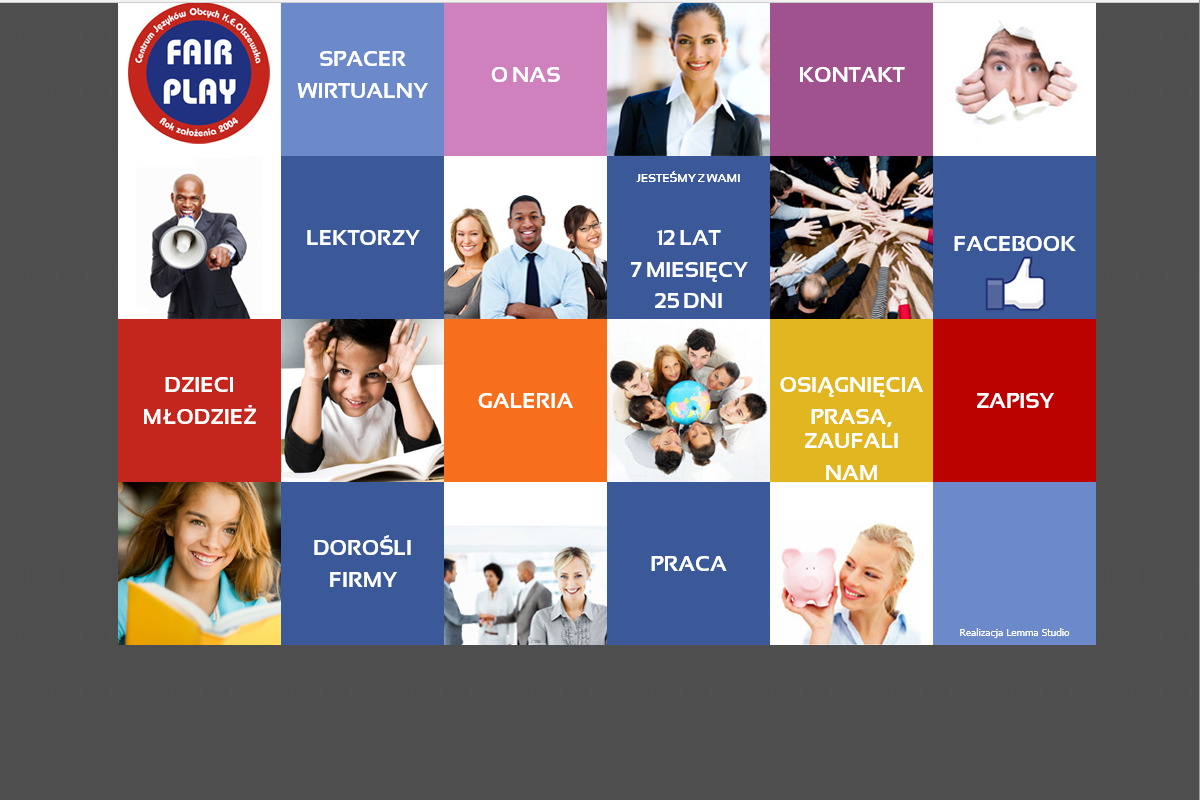 Centrum Języków Obcych K.E.Olszewska
FAIR
PLAY
Rok założenia 2004
SPACER
WIRTUALNY
O NAS
KONTAKT
LEKTORZY
JESTEŚMY Z WAMI
12 LAT
7 MIESIĘCY
25 DNI
FACEBOOK
DZIECI
MŁODZIEŻ
GALERIA
OSIĄGNIĘCIA
PRASA,
ZAUFALI
NAM
ZAPISY
DOROŚLI
FIRMY
PRACA
Realizacja Lemma Studio